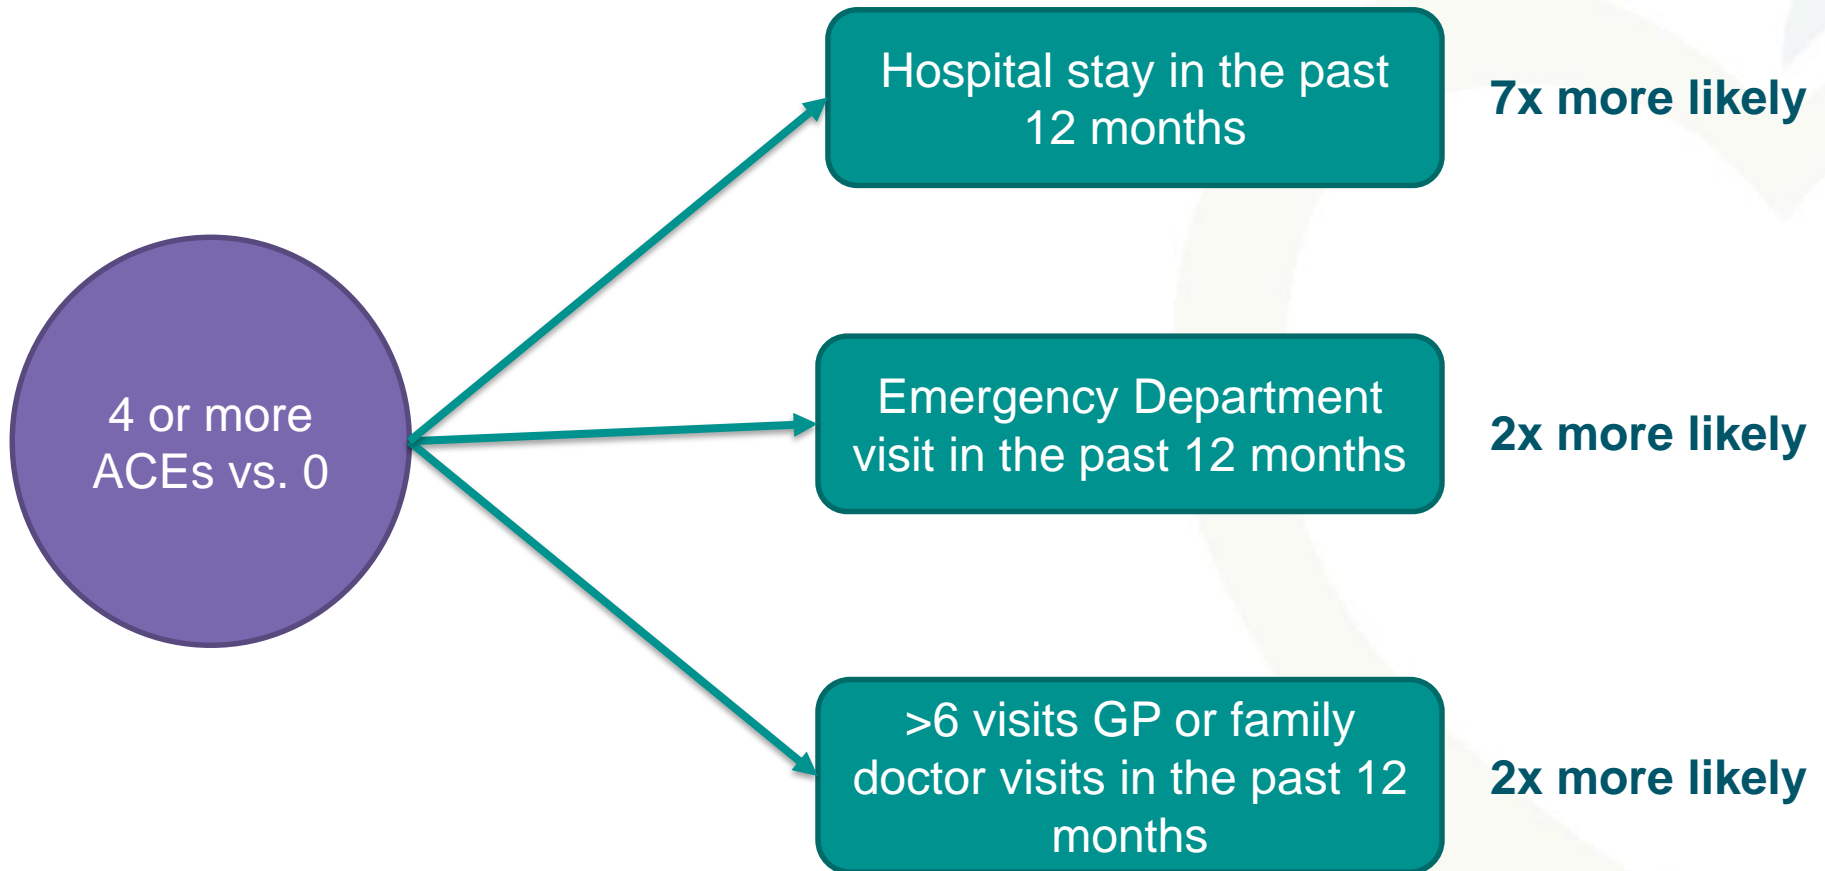 4 or more
ACEs vs. 0
Hospital stay in the past
12 months
7x more likely
Emergency Department
visit in the past 12 months
2x more likely
>6 visits GP or family
doctor visits in the past 12
months
2x more likely